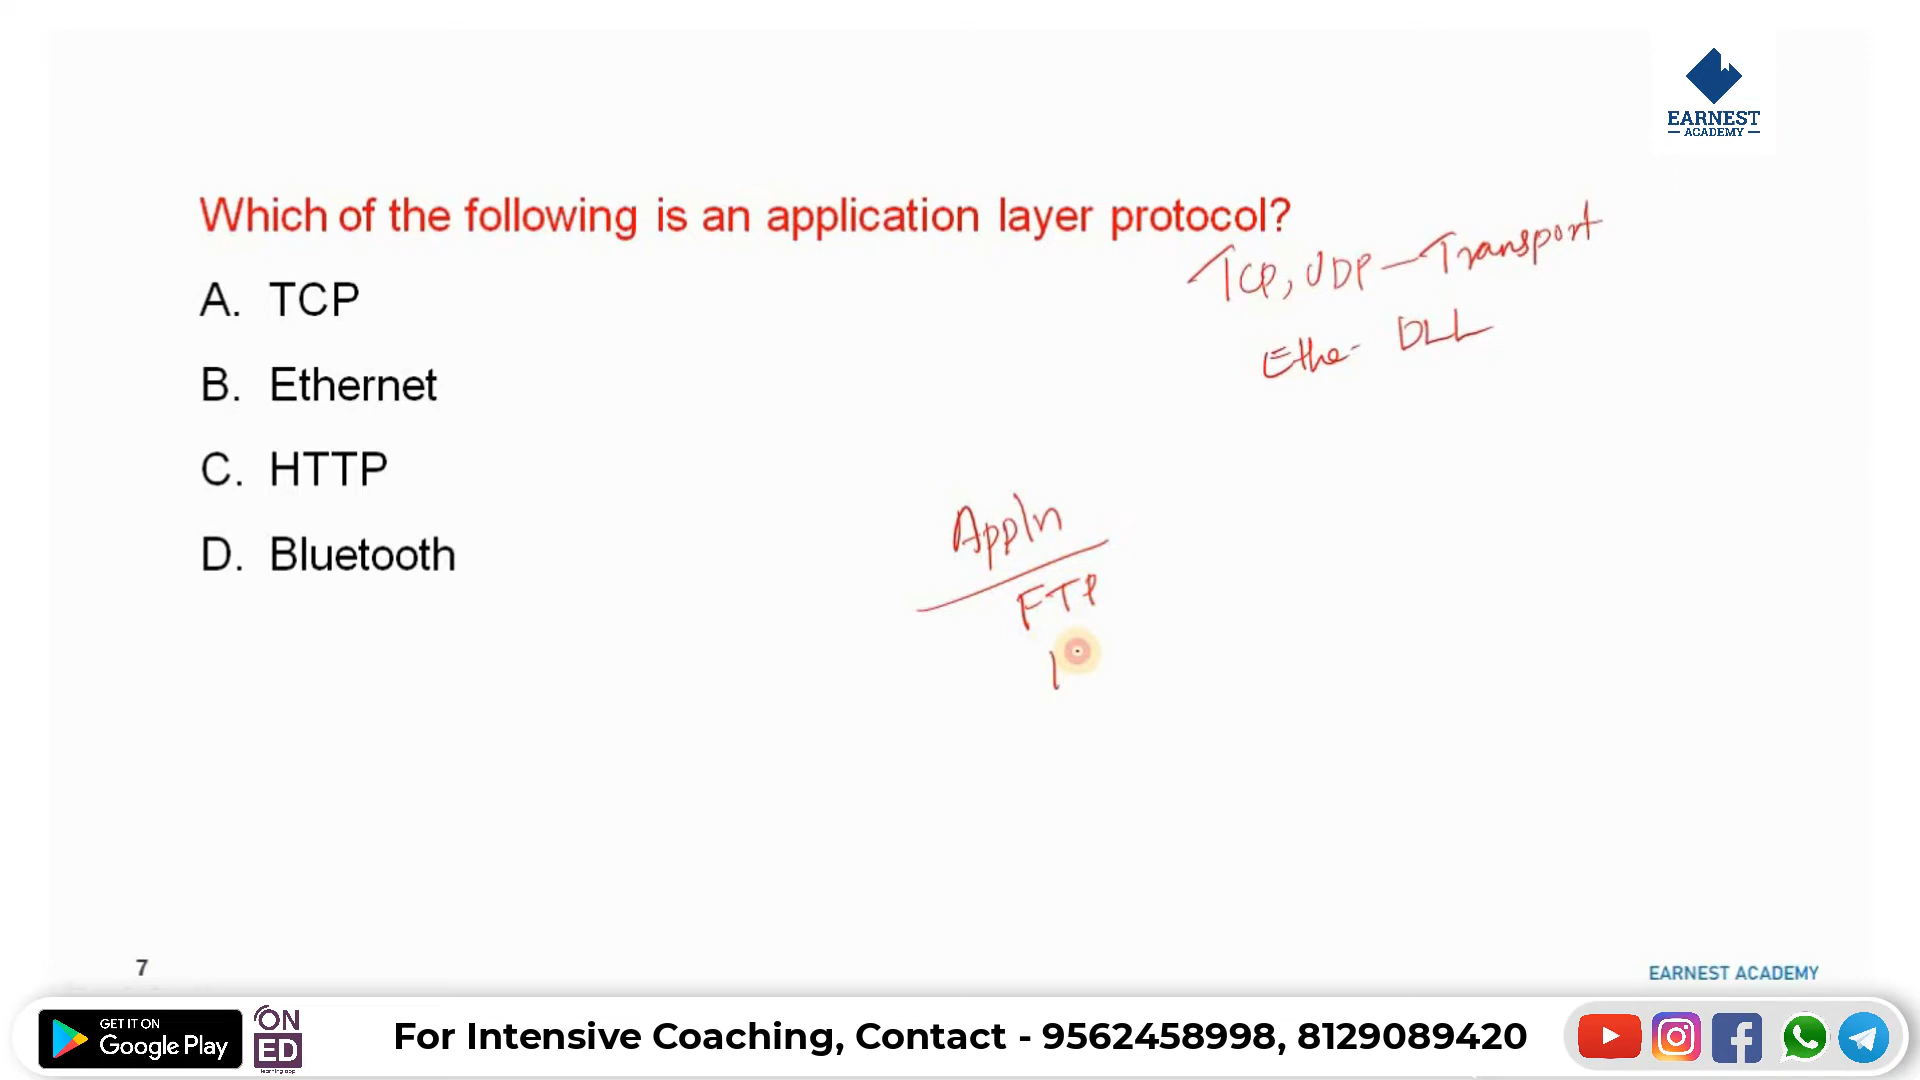 EARNEST
ACADEMY
Which of the following is an application layer protocol?
TCP, UDP - Transport
A. TCP
Ethe - DLL
B. Ethernet
C. HTTP
Appln
D. Bluetooth
FTP
7
EARNEST ACADEMY
GET IT ON
Google Play
ON
ED
learning app
For Intensive Coaching, Contact - 9562458998, 8129089420